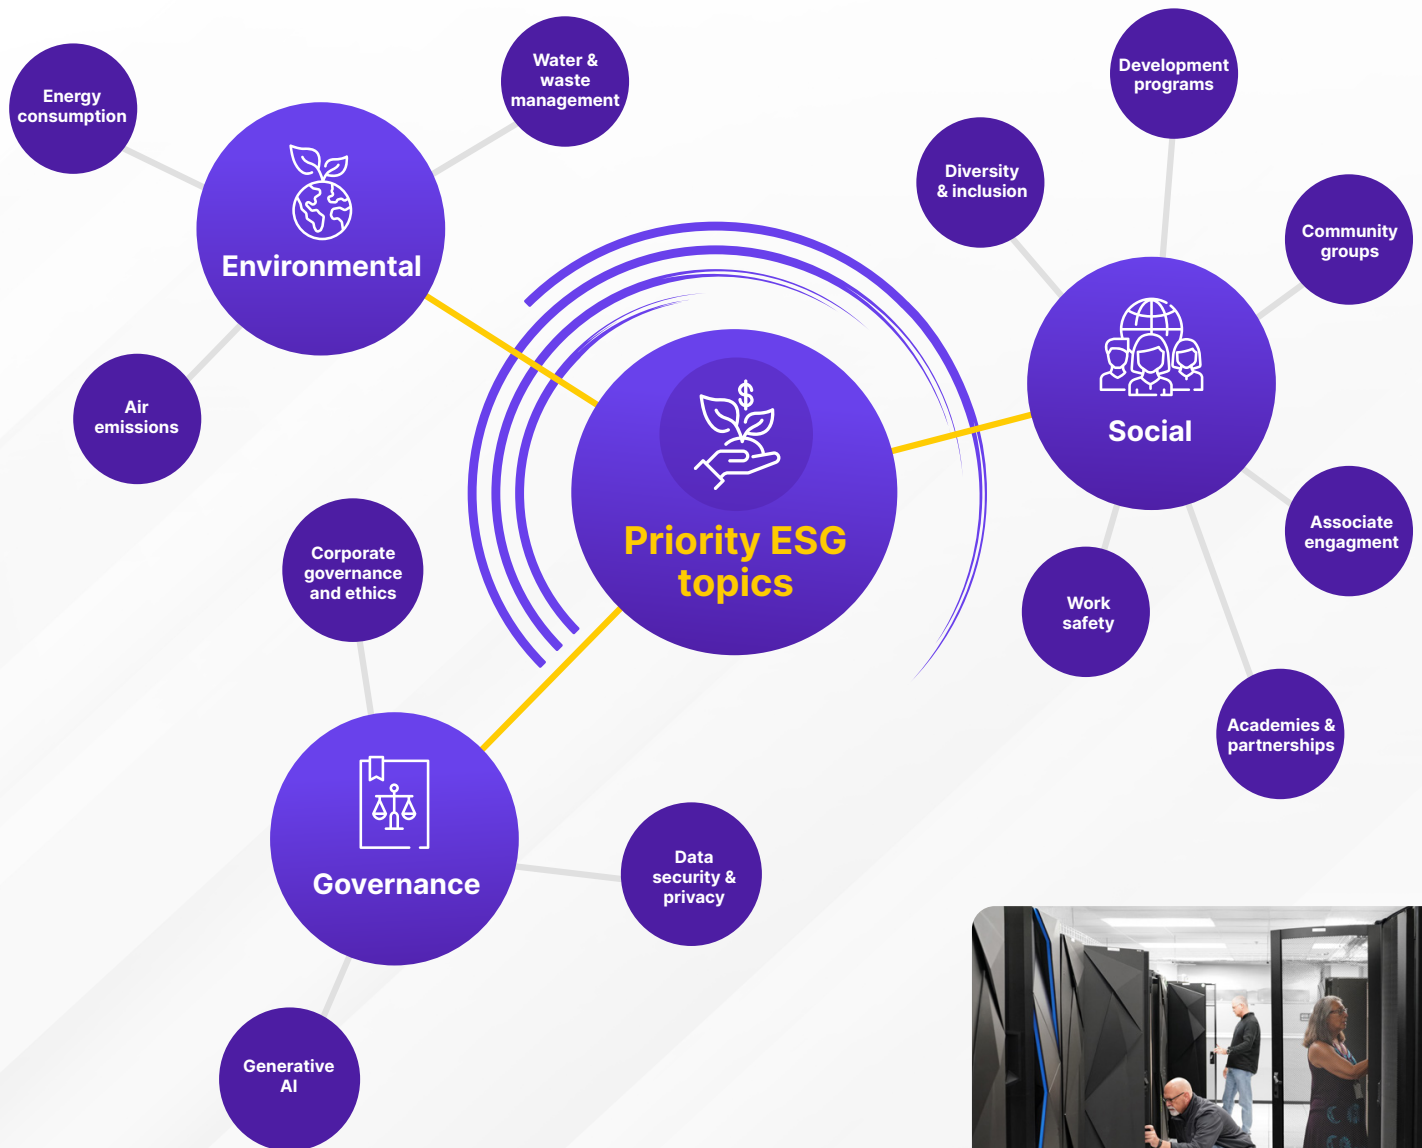 Energy
consumption
Water &
waste
management
Environmental
Air
emissions
Development
programs
Diversity
& inclusion
Community
groups
Social
Associate
engagment
Work
safety
Academies &
partnerships
$
Priority ESG
topics
Corporate
governance
and ethics
Governance
Data
security &
privacy
Generative
AI